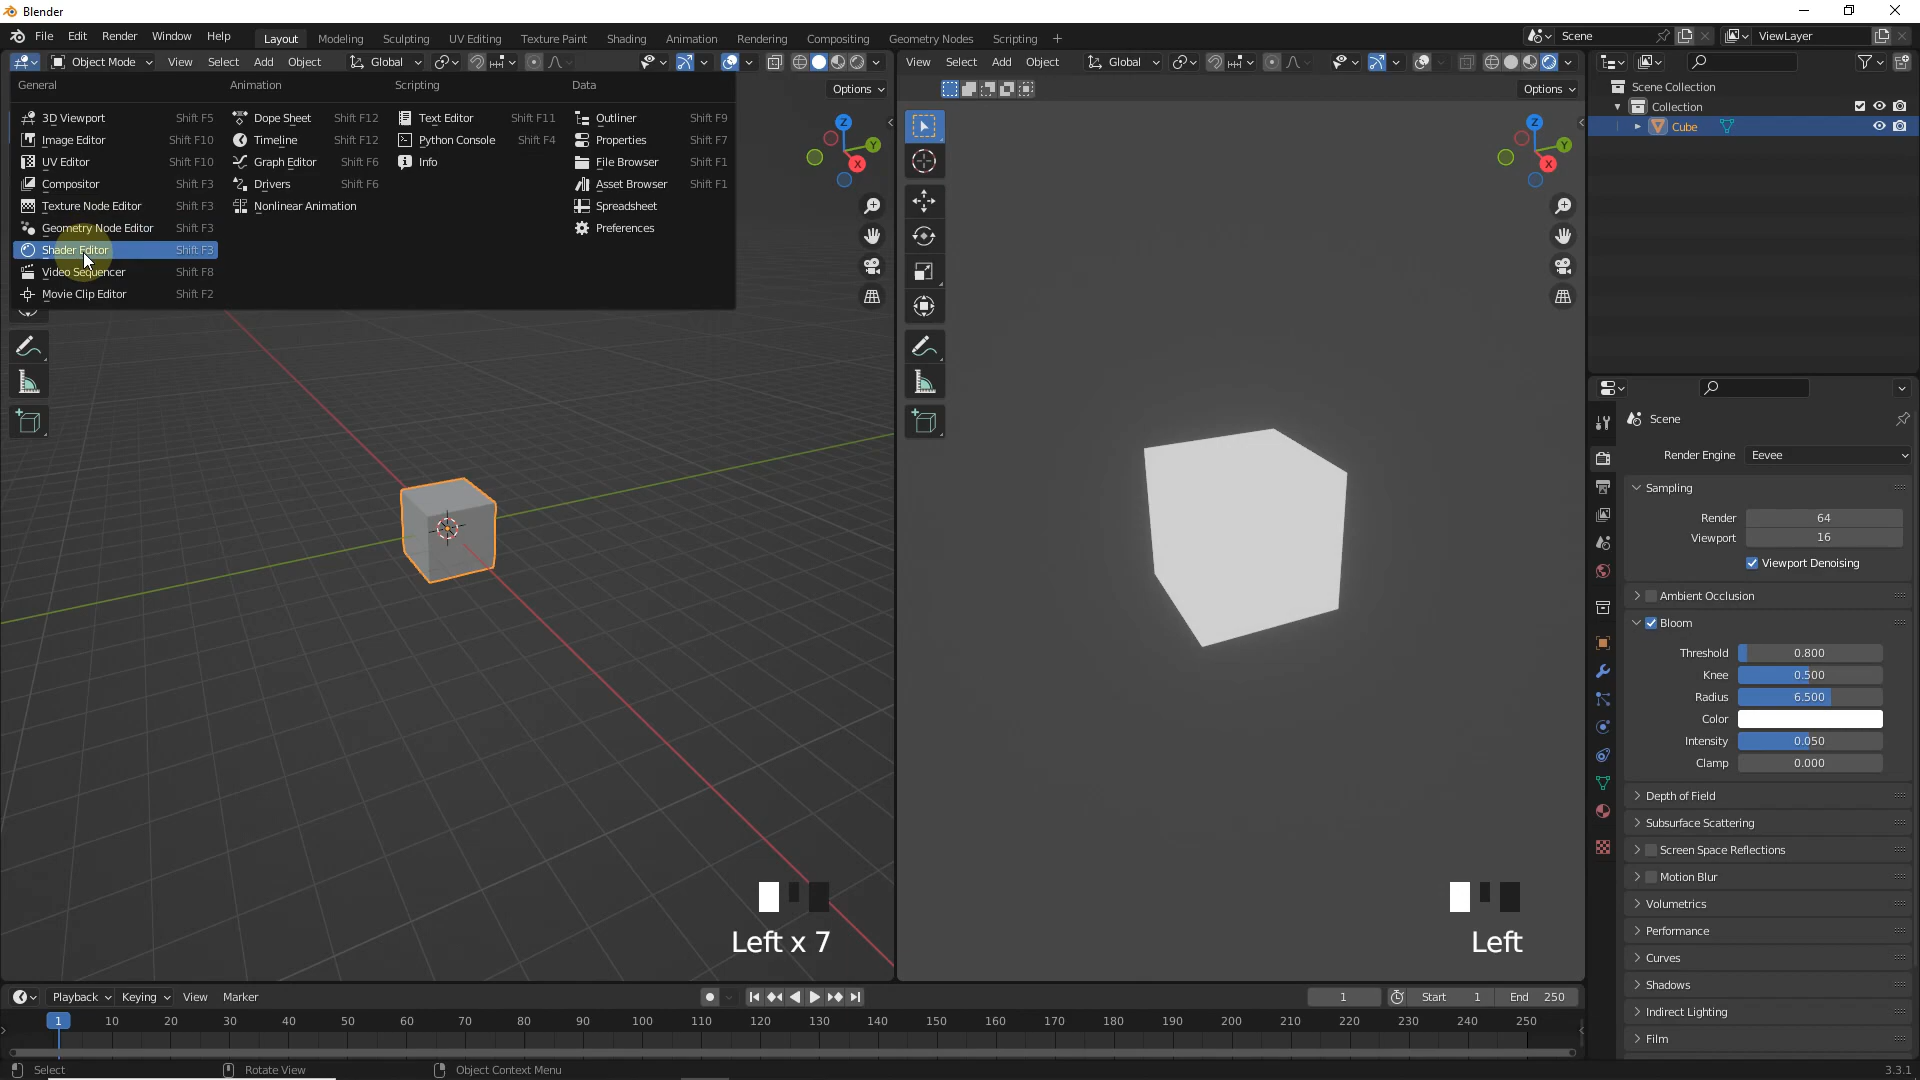 Blender
File Edit Render Window Help Layout Modeling Sculpting UV Editing Texture Paint Shading Animation Rendering Compositing Geometry Nodes Scripting + Scene ViewLayer
Object Mode View Select Add Object Global View Select Add Object Global
General Animation Scripting Data Options Options Scene Collection
Collection
3D Viewport Shift F5 Dope Sheet Shift F12 Text Editor Shift F11 Outliner Shift F9 Cube
Image Editor Shift F10 Timeline Shift F12 Python Console Shift F4 Properties Shift F7
UV Editor Shift F10 Graph Editor Shift F6 Info File Browser Shift F1
Compositor Shift F3 Drivers Shift F6 Asset Browser Shift F1
Texture Node Editor Shift F3 Nonlinear Animation Spreadsheet
Geometry Node Editor Shift F3 Preferences
Shader Editor Shift F3
Video Sequencer Shift F8
Movie Clip Editor Shift F2
Z Y X
Z Y X
Scene
Render Engine Eevee
Sampling
Render 64
Viewport 16
Viewport Denoising
Ambient Occlusion
Bloom
Threshold 0.800
Knee 0.500
Radius 6.500
Color
Intensity 0.050
Clamp 0.000
Depth of Field
Subsurface Scattering
Screen Space Reflections
Motion Blur
Volumetrics
Performance
Curves
Shadows
Indirect Lighting
Film
Left x 7 Left
Playback Keying View Marker 1 Start 1 End 250
1 10 20 30 40 50 60 70 80 90 100 110 120 130 140 150 160 170 180 190 200 210 220 230 240 250
Select Rotate View Object Context Menu 3.3.1